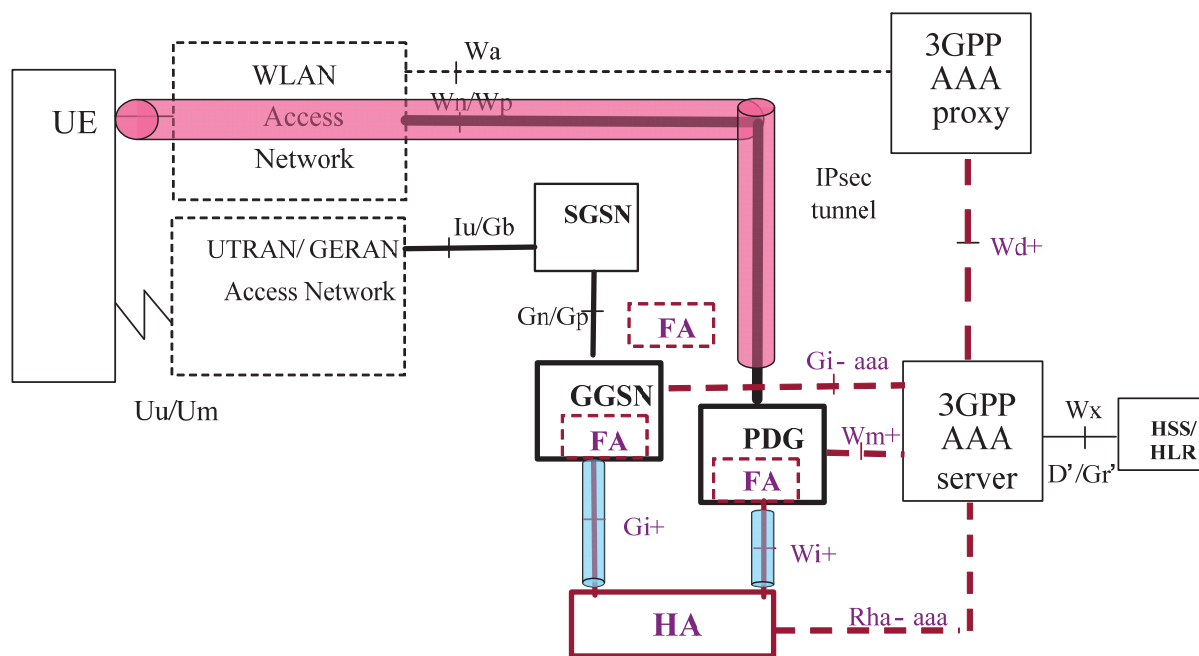 Wa
3GPP
AAA
proxy
WLAN
Access
Network
UE
Wn/Wp
IPsec
tunnel
SGSN
Iu/Gb
UTRAN/ GERAN
Access Network
Wd+
Gn/Gp
FA
Gi- aaa
Uu/Um
GGSN
FA
PDG
FA
Wm+
3GPP
AAA
server
Wx
D’/Gr’
HSS/
HLR
Gi+
Wi+
HA
Rha- aaa